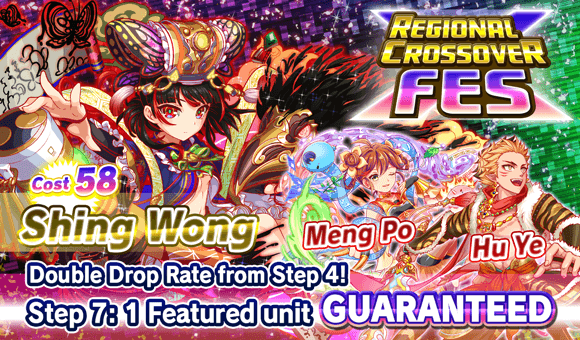 REGIONAL
CROSSOVER
FES
Cost 58
Shing Wong
Meng Po
Hu Ye
Double Drop Rate from Step 4!
Step 7: 1 Featured unit GUARANTEED